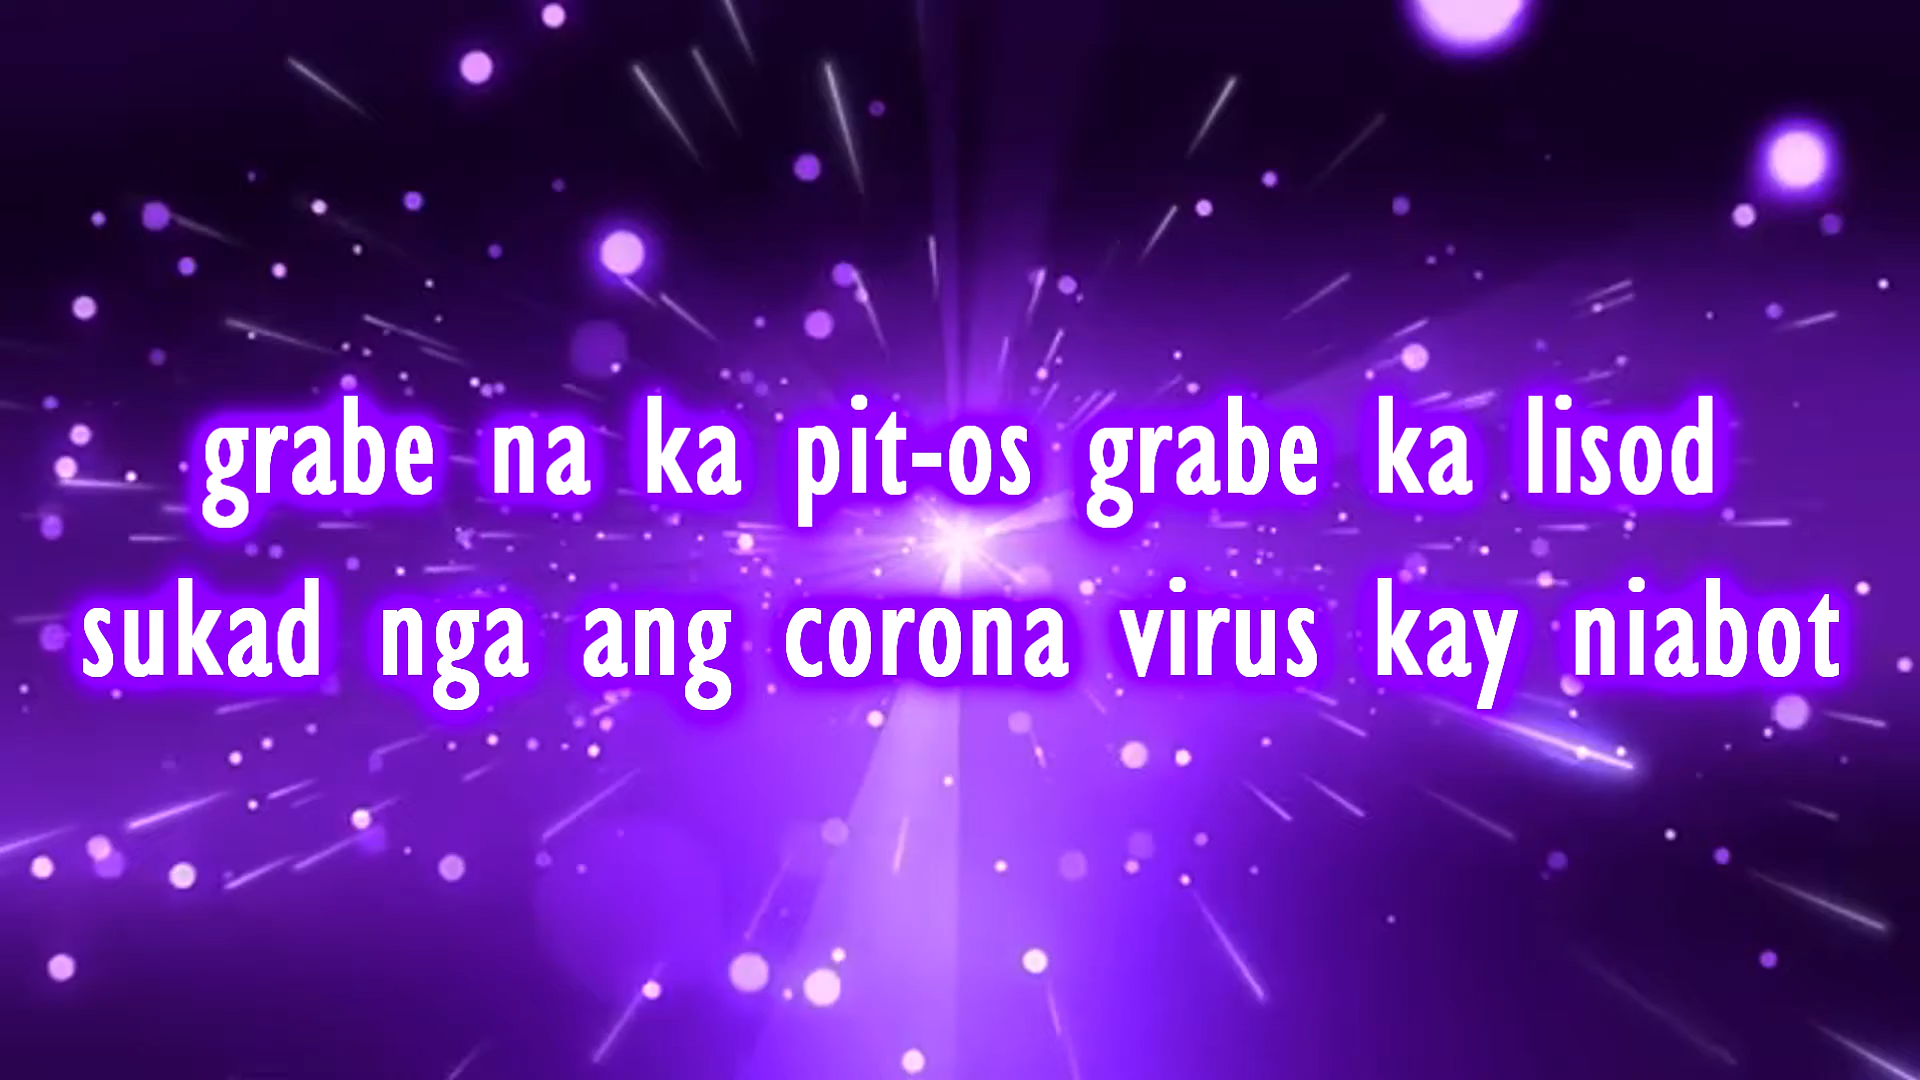 grabe na ka pit-os grabe ka lisod
sukad nga ang corona virus kay niabot